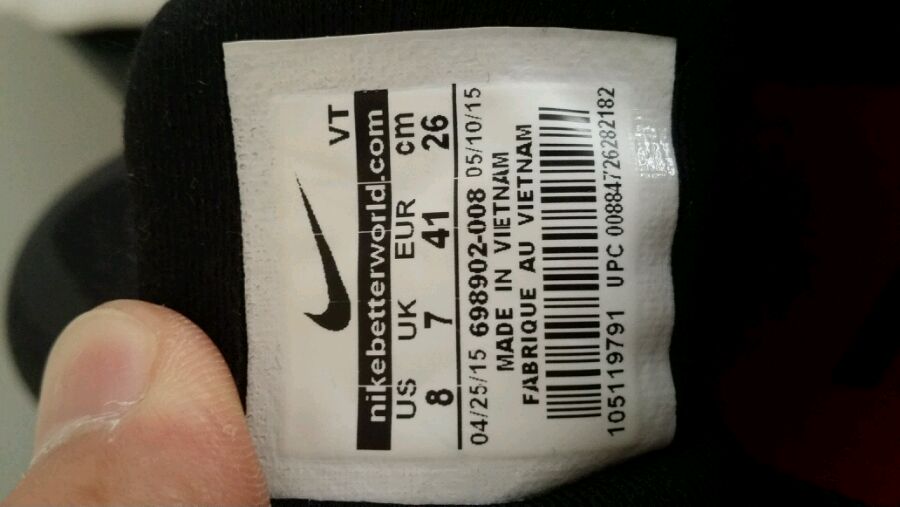 VT
nikebetterworld.com
US UK EUR cm
8 7 41 26
04/25/15 698902-008 05/10/15
MADE IN VIETNAM
FABRIQUE AU VIETNAM
105119791 UPC 00884726282182